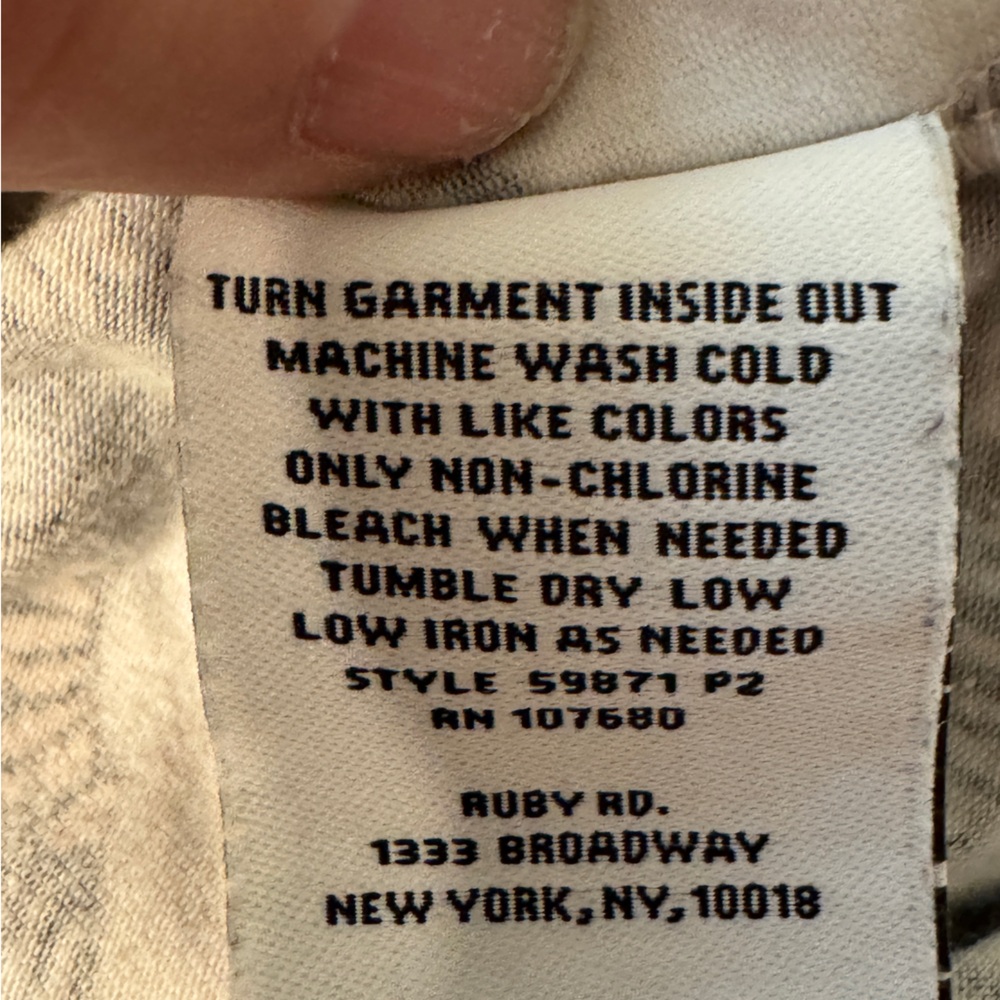 TURN GARMENT INSIDE OUT
MACHINE WASH COLD
WITH LIKE COLORS
ONLY NON-CHLORINE
BLEACH WHEN NEEDED
TUMBLE DRY LOW
LOW IRON AS NEEDED
STYLE 59871 P2
RN 107680
RUBY RD.
1333 BROADWAY
NEW YORK, NY, 10018